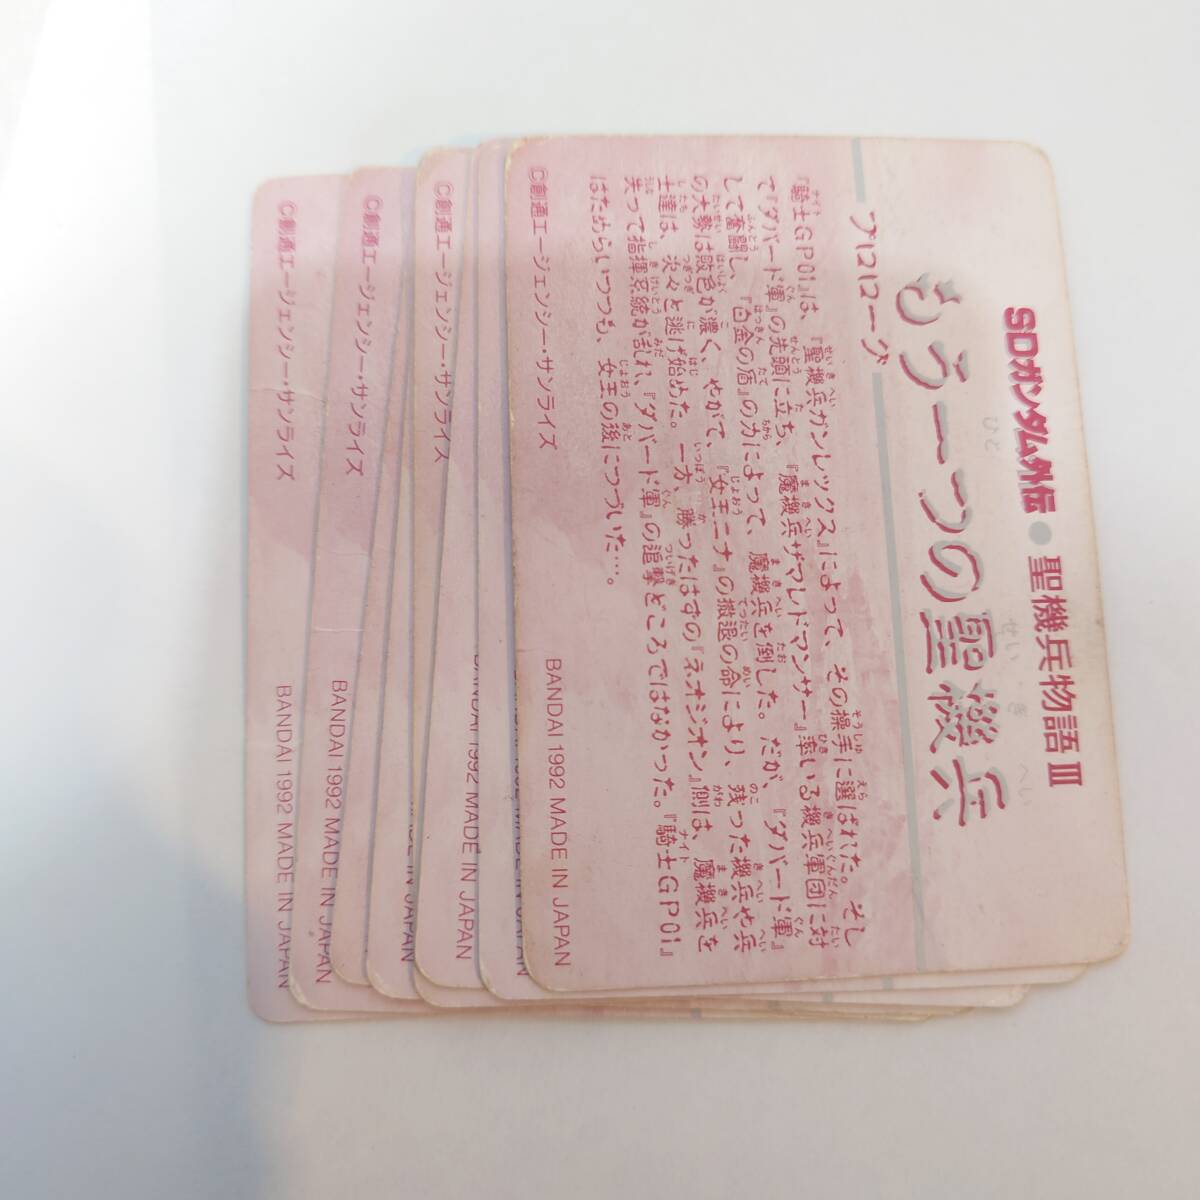 SDガンダム外伝●聖機兵物語III
もう一つの聖機兵
プロローグ
『騎士GP01』は、『聖機兵ガンレックス』によって、その操手に選ばれた。そし
て『ダバード軍』の先頭に立ち、『魔機兵ザマレドマンサー』率いる機兵軍団に対
して奮闘し、『白金の盾』の力によって、魔機兵を倒した。だが、『ダバード軍』
の大勢は敗色が濃く、やがて、『女王ニナ』の撤退の命により、残った機兵や兵
士達は、次々と逃げ始めた。一方、勝ったはずの『ネオジオン』側は、魔機兵を
失って指揮系統が乱れ、『ダバード軍』の追撃どころではなかった。『騎士GP01』
はためらいつつも、女王の後につづいた…。
©創通エージェンシー・サンライズ
BANDAI 1992 MADE IN JAPAN
©創通エージェンシー・サンライズ
BANDAI 1992 MADE IN JAPAN
©創通エージェンシー・サンライズ
BANDAI 1992 MADE IN JAPAN
©創通エージェンシー・サンライズ
BANDAI 1992 MADE IN JAPAN